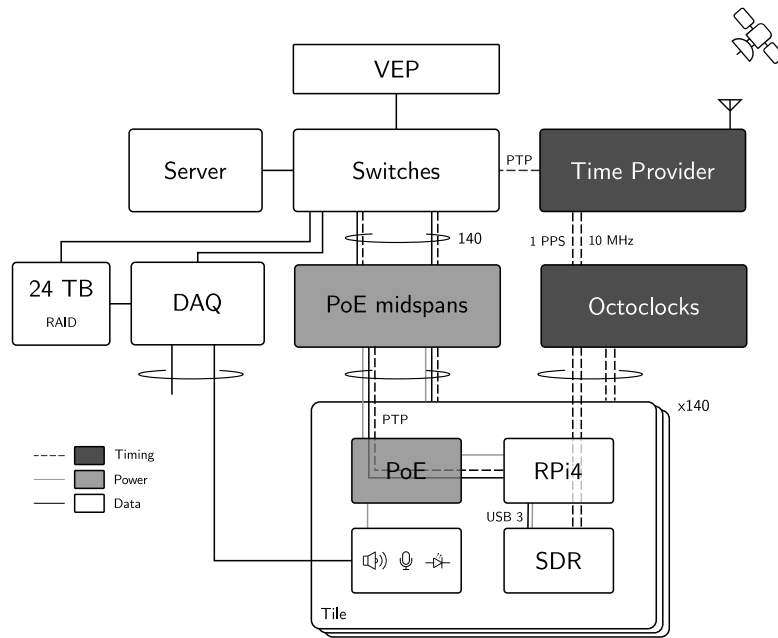 VEP
Server
Switches
PTP
Time Provider
140
1 PPS
10 MHz
24 TB
RAID
DAQ
PoE midspans
Octoclocks
x140
PTP
Timing
Power
Data
PoE
RPi4
USB 3
SDR
Tile